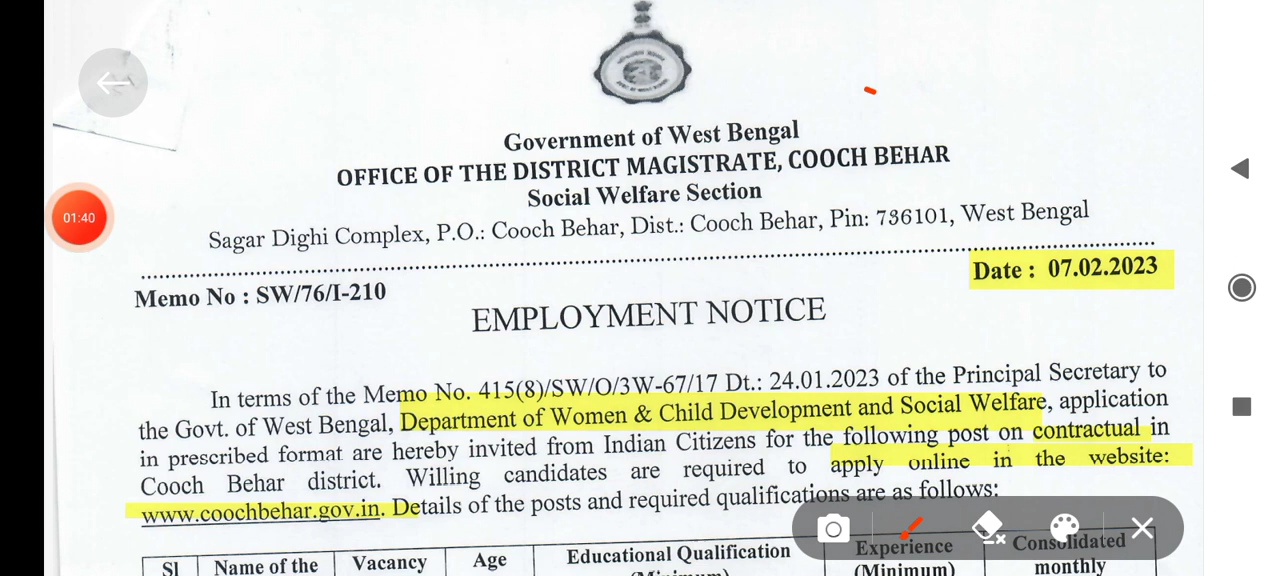 Government of West Bengal
OFFICE OF THE DISTRICT MAGISTRATE, COOCH BEHAR
Social Welfare Section
Sagar Dighi Complex, P.O.: Cooch Behar, Dist.: Cooch Behar, Pin: 736101, West Bengal
01:40
Date : 07.02.2023
Memo No : SW/76/I-210
EMPLOYMENT NOTICE
In terms of the Memo No. 415(8)/SW/O/3W-67/17 Dt.: 24.01.2023 of the Principal Secretary to
the Govt. of West Bengal, Department of Women & Child Development and Social Welfare, application
in prescribed format are hereby invited from Indian Citizens for the following post on contractual in
Cooch Behar district. Willing candidates are required to apply online in the website:
www.coochbehar.gov.in. Details of the posts and required qualifications are as follows:
Sl Name of the Vacancy Age Educational Qualification Experience Consolidated
(Minimum) (Minimum) monthly